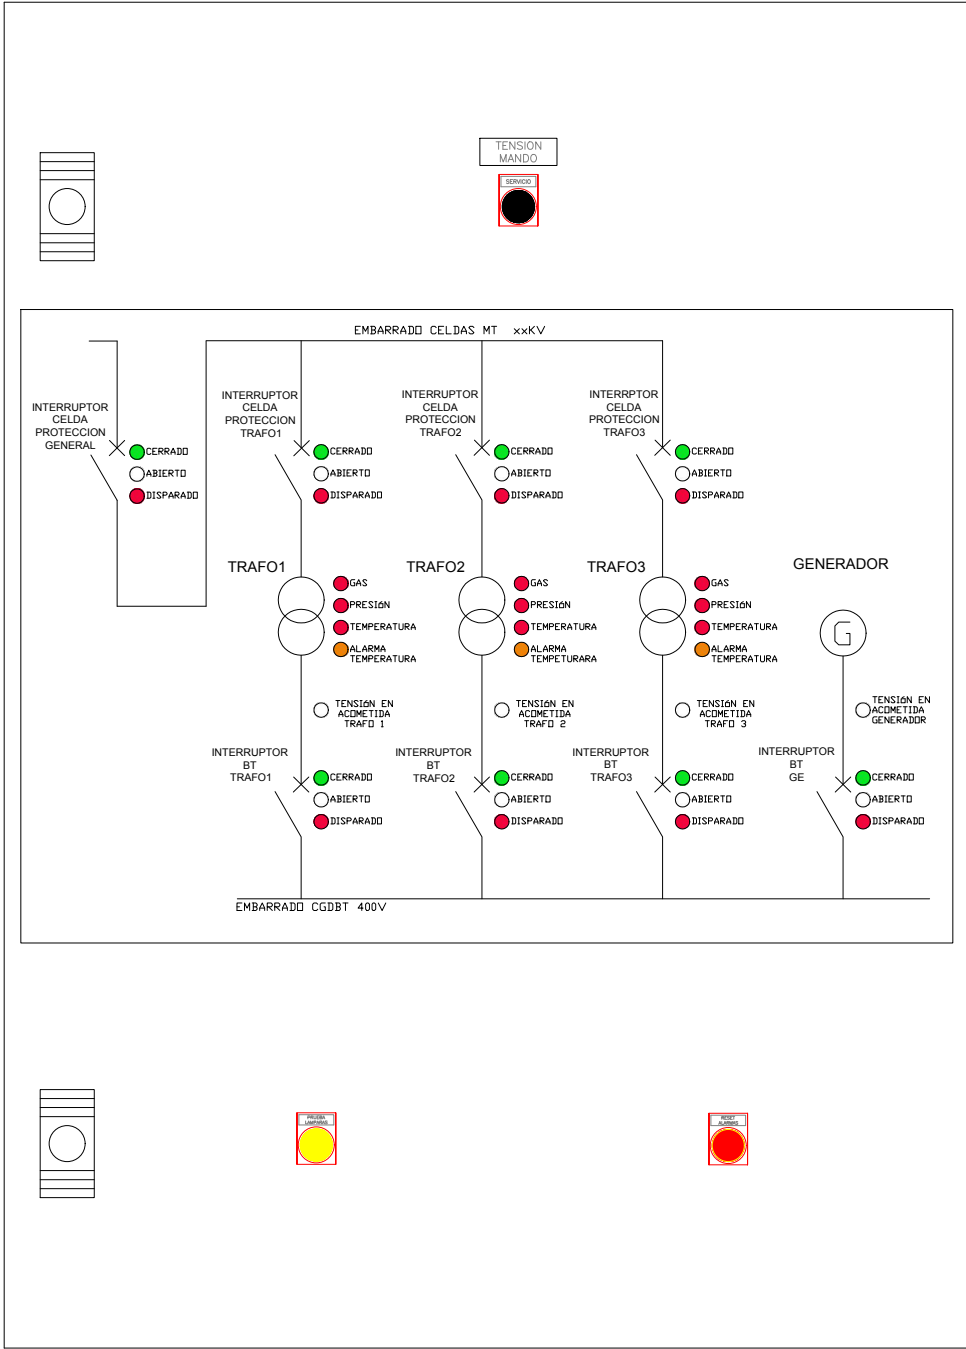 TENSION
MANDO
SERVICIO
EMBARRADO CELDAS MT xxKV
INTERRUPTOR
CELDA
PROTECCION
GENERAL
CERRADO
ABIERTO
DISPARADO
INTERRUPTOR
CELDA
PROTECCION
TRAFO1
CERRADO
ABIERTO
DISPARADO
INTERRUPTOR
CELDA
PROTECCION
TRAFO2
CERRADO
ABIERTO
DISPARADO
INTERRPTOR
CELDA
PROTECCION
TRAFO3
CERRADO
ABIERTO
DISPARADO
TRAFO1
GAS
PRESIÓN
TEMPERATURA
ALARMA
TEMPERATURA
TRAFO2
GAS
PRESIÓN
TEMPERATURA
ALARMA
TEMPETURARA
TRAFO3
GAS
PRESIÓN
TEMPERATURA
ALARMA
TEMPERATURA
GENERADOR
G
TENSIÓN EN
ACOMETIDA
TRAFO 1
TENSIÓN EN
ACOMETIDA
TRAFO 2
TENSIÓN EN
ACOMETIDA
TRAFO 3
TENSIÓN EN
ACOMETIDA
GENERADOR
INTERRUPTOR
BT
TRAFO1
CERRADO
ABIERTO
DISPARADO
INTERRUPTOR
BT
TRAFO2
CERRADO
ABIERTO
DISPARADO
INTERRUPTOR
BT
TRAFO3
CERRADO
ABIERTO
DISPARADO
INTERRUPTOR
BT
GE
CERRADO
ABIERTO
DISPARADO
EMBARRADO CGDBT 400V
PRUEBA
LAMPARAS
RESET
ALARMAS